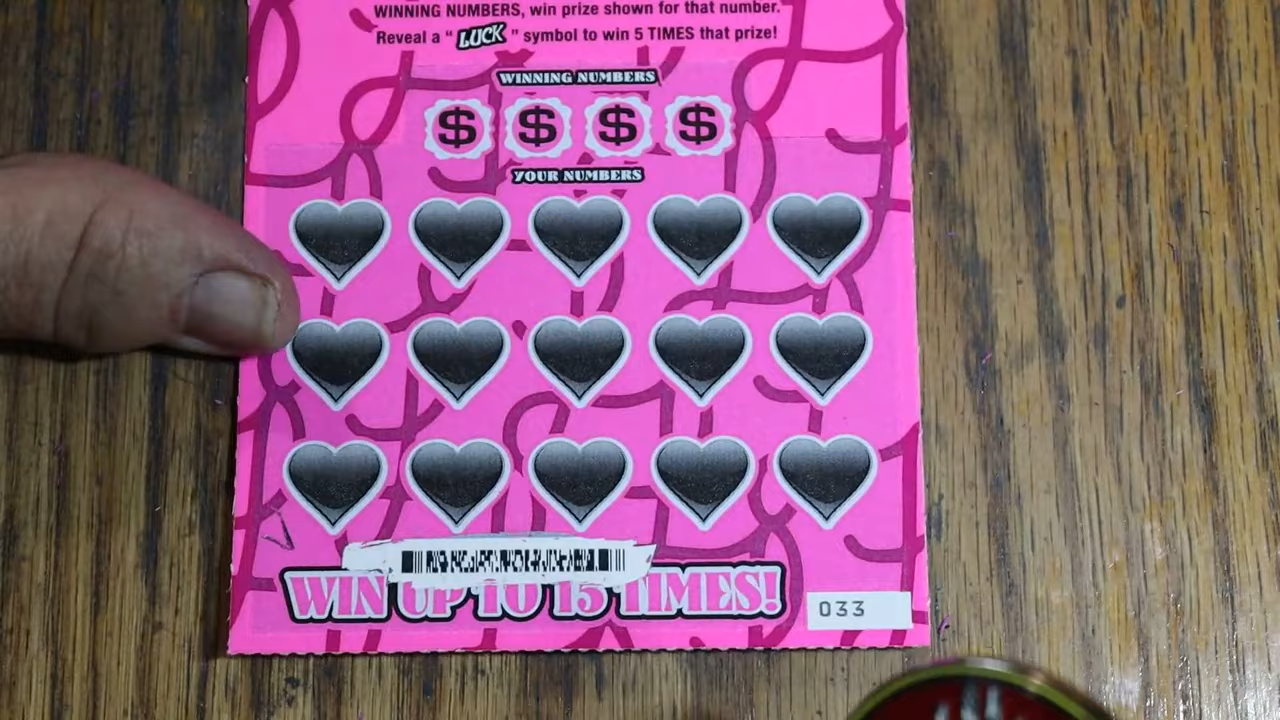 WINNING NUMBERS, win prize shown for that number.
Reveal a "LUCK" symbol to win 5 TIMES that prize!
WINNING NUMBERS
$ $ $ $
YOUR NUMBERS
WIN UP TO 15 TIMES!
033